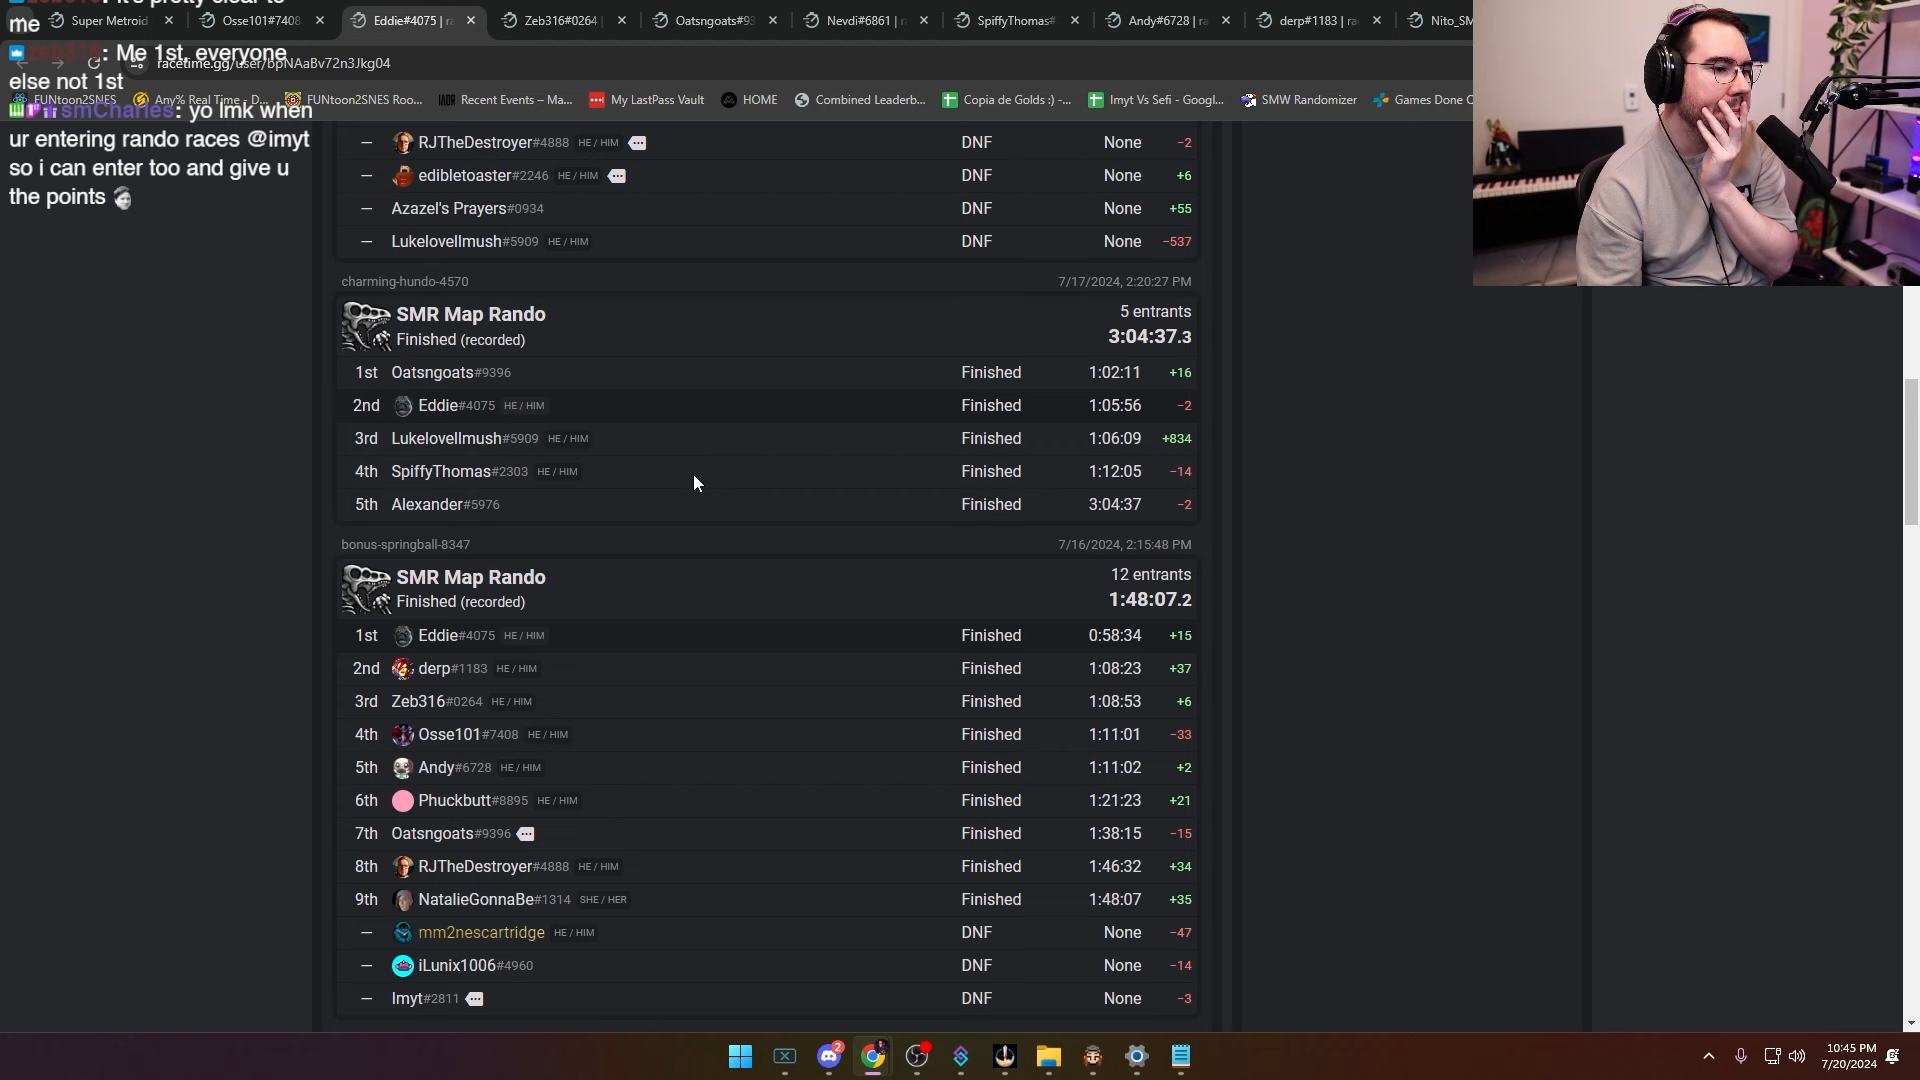 Super Metroid
Osse101#7408
Eddie#4075 | ra
Zeb316#0264
Oatsngoats#93
Nevdi#6861 | ra
SpiffyThomas#
Andy#6728 | ra
derp#1183 | ra
Nito_SM
me
zeb316: Me 1st, everyone
else not 1st
racetime.gg/user/bpNAaBv72n3Jkg04
FUNtoon2SNES
Any% Real Time - D...
FUNtoon2SNES Roo...
Recent Events – Ma...
My LastPass Vault
HOME
Combined Leaderb...
Copia de Golds :) -...
Imyt Vs Sefi - Googl...
SMW Randomizer
Games Done C
smCharles: yo lmk when
ur entering rando races @imyt
so i can enter too and give u
the points
— RJTheDestroyer#4888 HE / HIM DNF None −2
— edibletoaster#2246 HE / HIM DNF None +6
— Azazel's Prayers#0934 DNF None +55
— Lukelovellmush#5909 HE / HIM DNF None −537
charming-hundo-4570 7/17/2024, 2:20:27 PM
SMR Map Rando 5 entrants
Finished (recorded) 3:04:37.3
1st Oatsngoats#9396 Finished 1:02:11 +16
2nd Eddie#4075 HE / HIM Finished 1:05:56 −2
3rd Lukelovellmush#5909 HE / HIM Finished 1:06:09 +834
4th SpiffyThomas#2303 HE / HIM Finished 1:12:05 −14
5th Alexander#5976 Finished 3:04:37 −2
bonus-springball-8347 7/16/2024, 2:15:48 PM
SMR Map Rando 12 entrants
Finished (recorded) 1:48:07.2
1st Eddie#4075 HE / HIM Finished 0:58:34 +15
2nd derp#1183 HE / HIM Finished 1:08:23 +37
3rd Zeb316#0264 HE / HIM Finished 1:08:53 +6
4th Osse101#7408 HE / HIM Finished 1:11:01 −33
5th Andy#6728 HE / HIM Finished 1:11:02 +2
6th Phuckbutt#8895 HE / HIM Finished 1:21:23 +21
7th Oatsngoats#9396 Finished 1:38:15 −15
8th RJTheDestroyer#4888 HE / HIM Finished 1:46:32 +34
9th NatalieGonnaBe#1314 SHE / HER Finished 1:48:07 +35
— mm2nescartridge HE / HIM DNF None −47
— iLunix1006#4960 DNF None −14
— Imyt#2811 DNF None −3
2
10:45 PM
7/20/2024